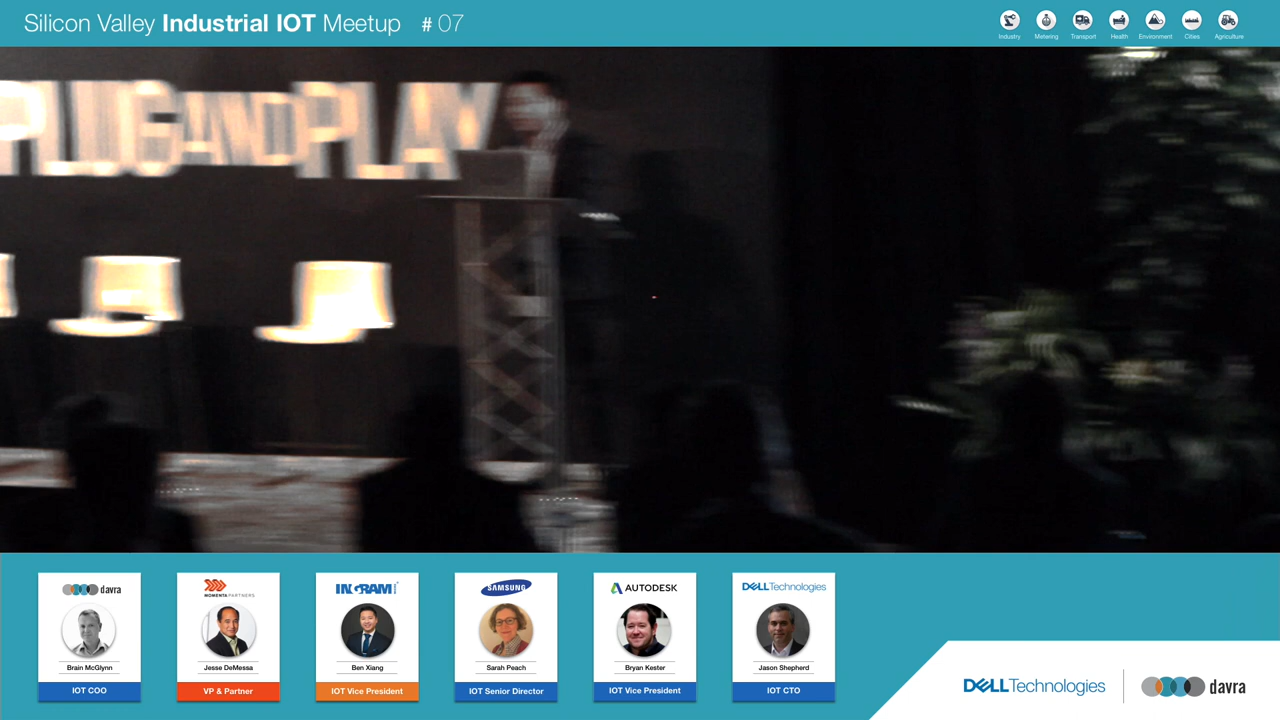 Silicon Valley Industrial IOT Meetup # 07
Industry
Metering
Transport
Health
Environment
Cities
Agriculture
PLUGANDPLAY
davra
Brain McGlynn
IOT COO
MOMENTA PARTNERS
Jesse DeMessa
VP & Partner
INGRAM
Ben Xiang
IOT Vice President
SAMSUNG
Sarah Peach
IOT Senior Director
AUTODESK
Bryan Kester
IOT Vice President
DELL Technologies
Jason Shepherd
IOT CTO
DELL Technologies
davra